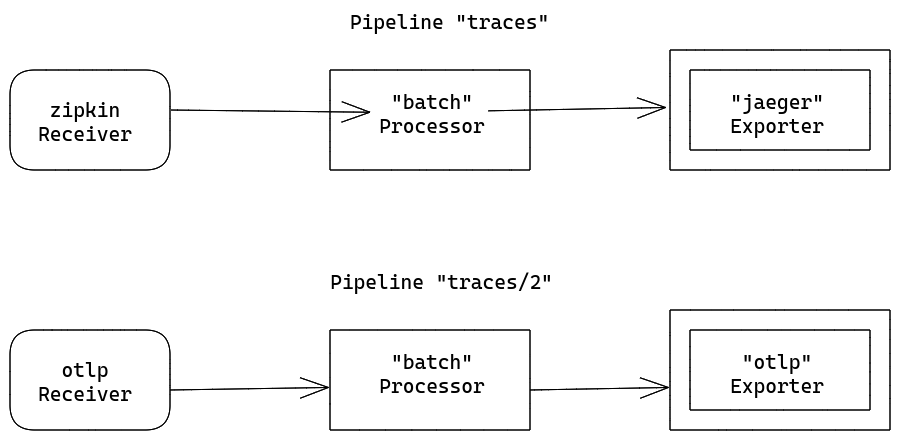 Pipeline "traces"
zipkin
Receiver
"batch"
Processor
"jaeger"
Exporter
Pipeline "traces/2"
otlp
Receiver
"batch"
Processor
"otlp"
Exporter